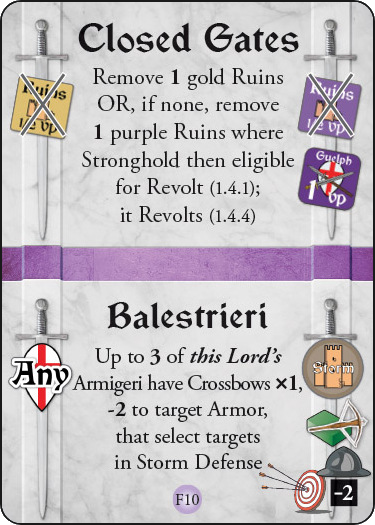 Closed Gates
Remove 1 gold Ruins
OR, if none, remove
1 purple Ruins where
Stronghold then eligible
for Revolt (1.4.1);
it Revolts (1.4.4)
Ruins
½ VP
Ruins
½ VP
Guelph
1 VP
Balestrieri
Up to 3 of this Lord's
Armigeri have Crossbows ×1,
-2 to target Armor,
that select targets
in Storm Defense
Any
Storm
-2
F10